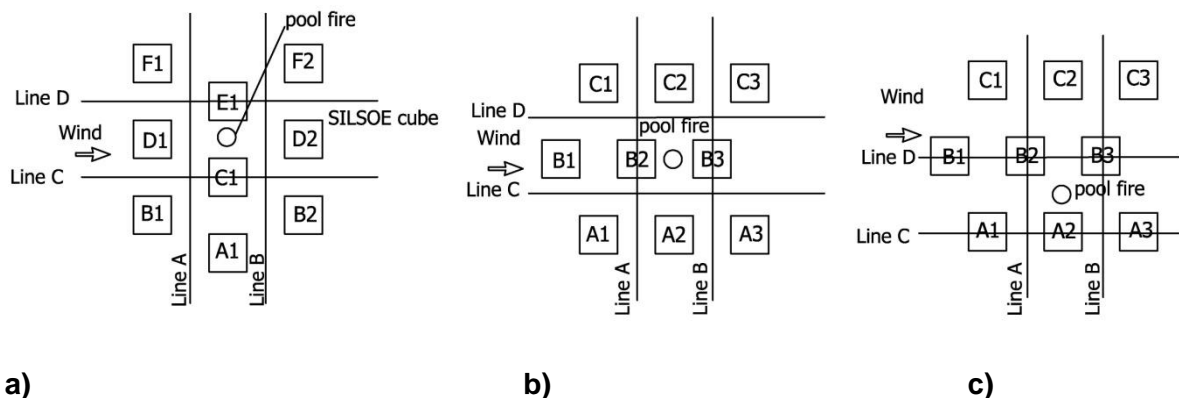 pool fire
F1 F2
Line D
E1
SILSOE cube
Wind
D1 D2
Line C
C1
B1 B2
A1
Line A
Line B
a)
C1 C2 C3
Line D
Wind
pool fire
B1 B2 B3
Line C
A1 A2 A3
Line A
Line B
b)
C1 C2 C3
Wind
Line D
B1 B2 B3
pool fire
Line C
A1 A2 A3
Line A
Line B
c)